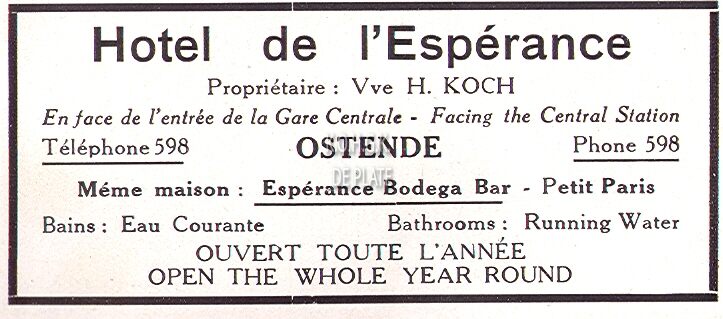 Hotel de l'Espérance
Propriétaire : Vve H. KOCH
En face de l'entrée de la Gare Centrale - Facing the Central Station
Téléphone 598 OSTENDE Phone 598
Méme maison : Espérance Bodega Bar - Petit Paris
Bains : Eau Courante Bathrooms : Running Water
OUVERT TOUTE L'ANNÉE
OPEN THE WHOLE YEAR ROUND